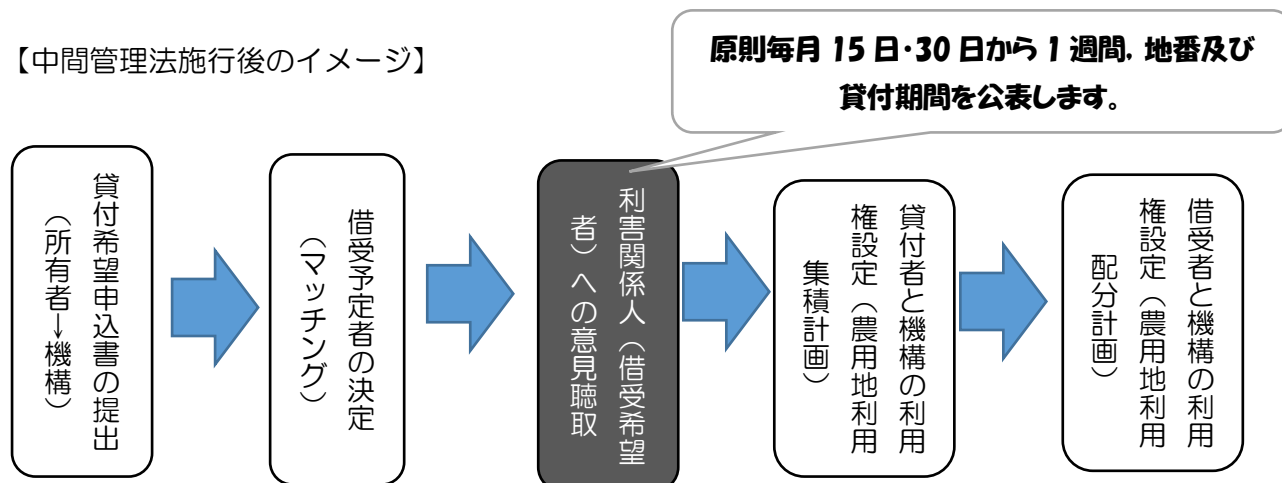 【中間管理法施行後のイメージ】
原則毎月15日・30日から1週間，地番及び
貸付期間を公表します。
貸付希望申込書の提出
（所有者→機構）
借受予定者の決定
（マッチング）
利害関係人（借受希望
者）への意見聴取
貸付者と機構の利用
権設定（農用地利用
集積計画）
借受者と機構の利用
権設定（農用地利用
配分計画）